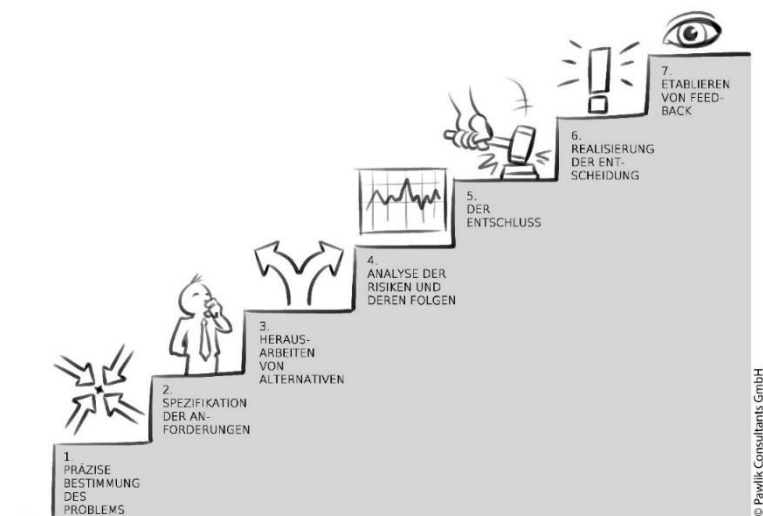 1.
PRÄZISE
BESTIMMUNG
DES
PROBLEMS
2.
SPEZIFIKATION
DER AN-
FORDERUNGEN
3.
HERAUS-
ARBEITEN
VON
ALTERNATIVEN
4.
ANALYSE DER
RISIKEN UND
DEREN FOLGEN
5.
DER
ENTSCHLUSS
6.
REALISIERUNG
DER ENT-
SCHEIDUNG
7.
ETABLIEREN
VON FEED-
BACK
© Pawlik Consultants GmbH